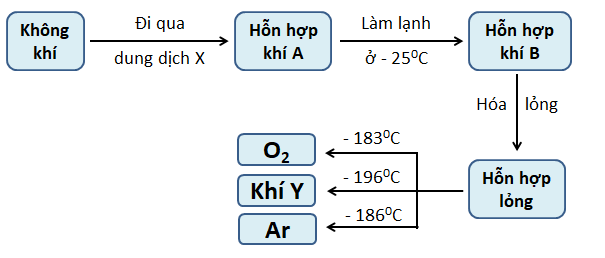 Không
khí
Đi qua
dung dịch X
Hỗn hợp
khí A
Làm lạnh
ở - 25⁰C
Hỗn hợp
khí B
Hóa lỏng
Hỗn hợp
lỏng
- 183⁰C
O₂
- 196⁰C
Khí Y
- 186⁰C
Ar